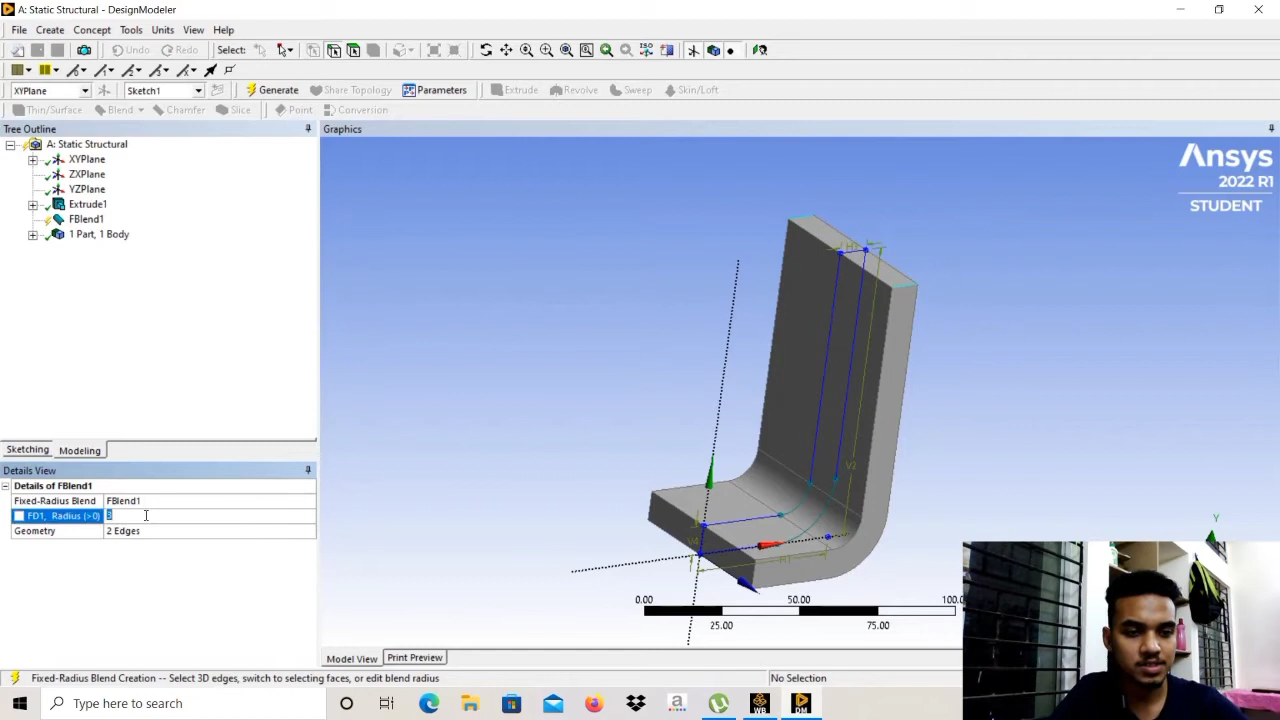 A: Static Structural - DesignModeler
File Create Concept Tools Units View Help
Undo Redo Select:
XYPlane Sketch1 Generate Share Topology Parameters Extrude Revolve Sweep Skin/Loft
Thin/Surface Blend Chamfer Slice Point Conversion
Tree Outline
Graphics
A: Static Structural
XYPlane
ZXPlane
YZPlane
Extrude1
FBlend1
1 Part, 1 Body
Ansys
2022 R1
STUDENT
V2
V4
Y
0.00 50.00 100.0
25.00 75.00
Sketching Modeling
Details View
Details of FBlend1
Fixed-Radius Blend FBlend1
FD1, Radius (>0)
Geometry 2 Edges
Model View Print Preview
Fixed-Radius Blend Creation -- Select 3D edges, switch to selecting faces, or edit blend radius
No Selection
Type here to search
WB DM